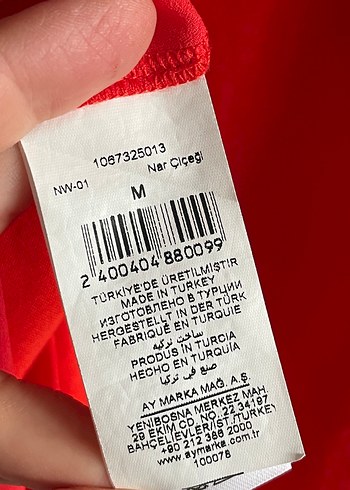 1067325013
NW-01 Nar Çiçeği
M
2 400404 880099
TÜRKİYE'DE ÜRETİLMİŞTİR
MADE IN TURKEY
ИЗГОТОВЛЕНО В ТУРЦИИ
HERGESTELLT IN DER TÜRK
FABRIQUÉ EN TURQUIE
ساخت ترکیه
PRODUS ÎN TURCIA
HECHO EN TURQUÍA
صنع في تركيا
AY MARKA MAĞ. A.Ş.
YENİBOSNA MERKEZ MAH.
29 EKİM CD. NO. 22 34197
BAHÇELİEVLER/İST./TURKEY
+90 212 386 2000
www.aymarka.com.tr
100078